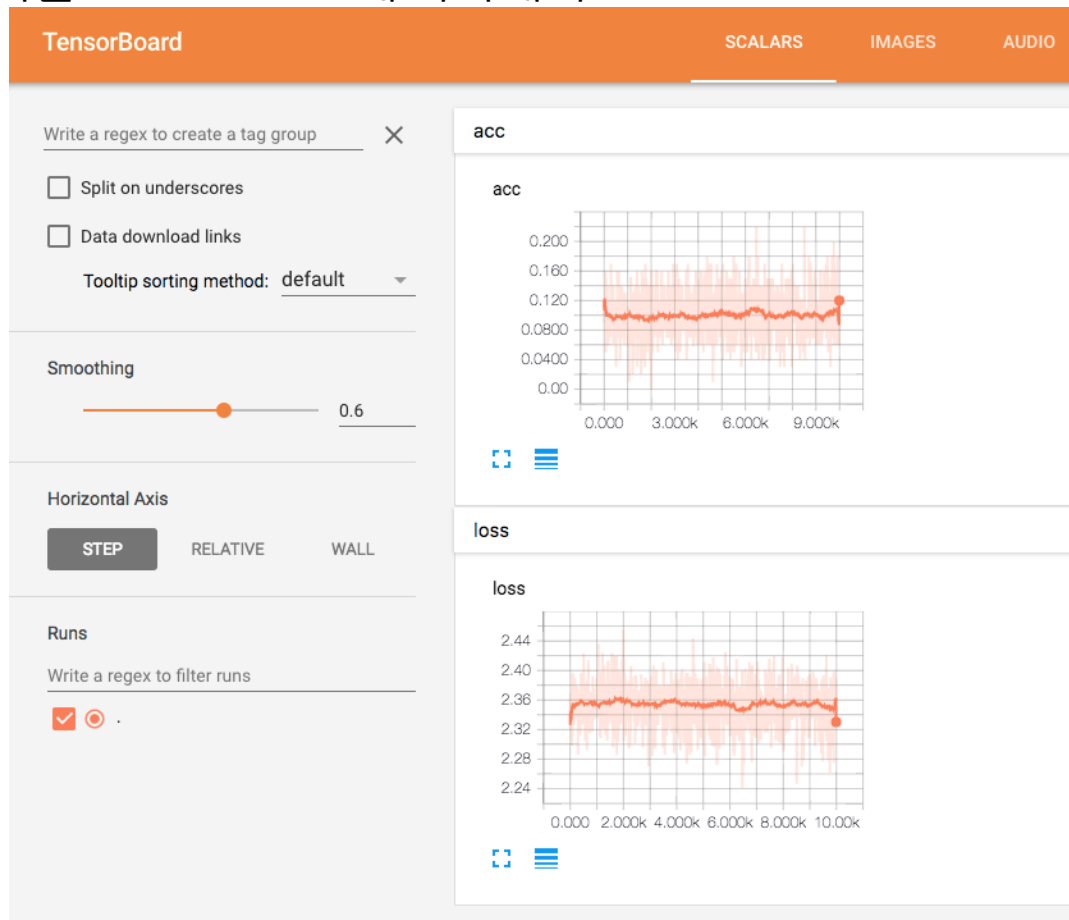 TensorBoard
SCALARS
IMAGES
AUDIO
Write a regex to create a tag group
Split on underscores
Data download links
Tooltip sorting method: default
Smoothing
0.6
Horizontal Axis
STEP
RELATIVE
WALL
Runs
Write a regex to filter runs
.
acc
acc
0.200
0.160
0.120
0.0800
0.0400
0.00
0.000 3.000k 6.000k 9.000k
loss
loss
2.44
2.40
2.36
2.32
2.28
2.24
0.000 2.000k 4.000k 6.000k 8.000k 10.00k